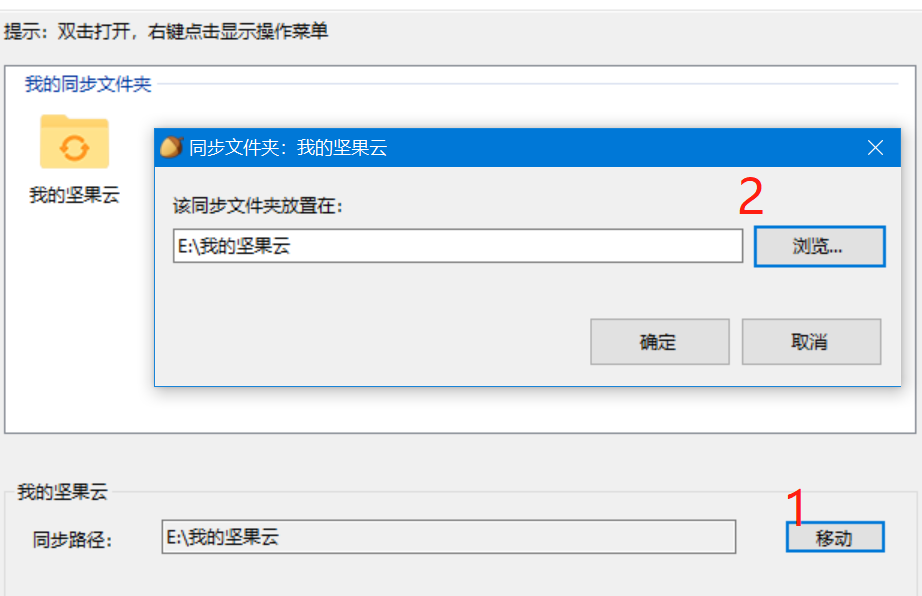 提示：双击打开，右键点击显示操作菜单
我的同步文件夹
我的坚果云
同步文件夹：我的坚果云
该同步文件夹放置在：
2
E:\我的坚果云
浏览...
确定
取消
我的坚果云
1
同步路径：
E:\我的坚果云
移动